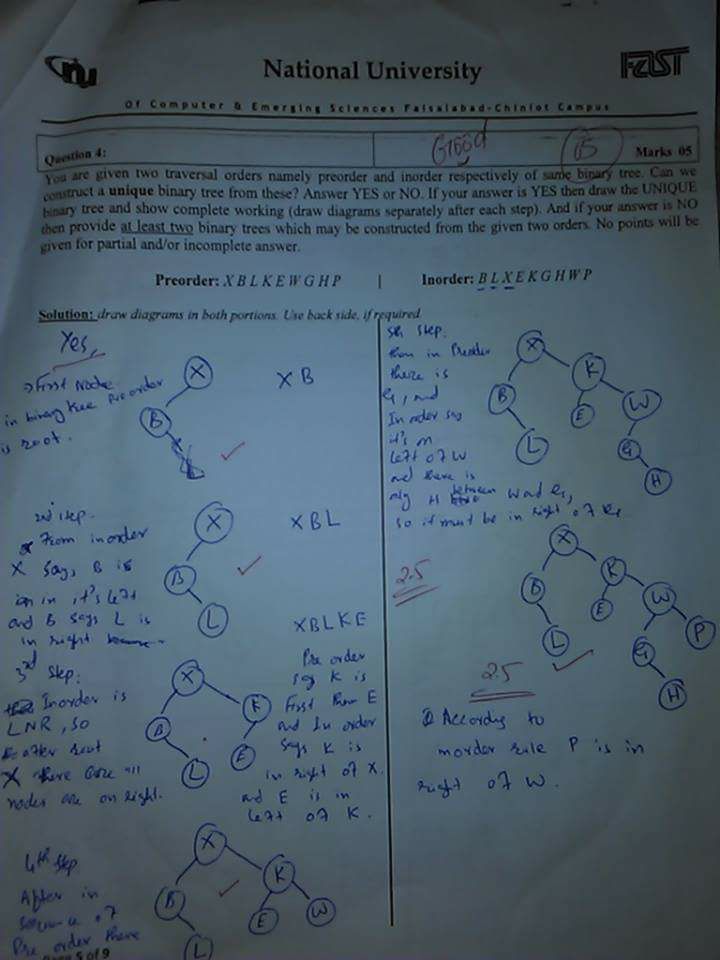 nu
National University
FAST
Of Computer & Emerging Sciences Faisalabad-Chiniot Campus
Question 4:
Good
05
Marks 05
You are given two traversal orders namely preorder and inorder respectively of same binary tree. Can we
construct a unique binary tree from these? Answer YES or NO. If your answer is YES then draw the UNIQUE
binary tree and show complete working (draw diagrams separately after each step). And if your answer is NO
then provide at least two binary trees which may be constructed from the given two orders. No points will be
given for partial and/or incomplete answer.
Preorder: X B L K E W G H P | Inorder: B L X E K G H W P
Solution: draw diagrams in both portions. Use back side, if required
Yes,
First Node
in binary tree Preorder
is root.
X
B
X B
2nd step.
From inorder
X says B is
in it's left
and B says L is
in right
X
B
L
X B L
3rd step:
Inorder is
LNR, so
after root
X there are
nodes are on right.
X
B
L
K
E
X B L K E
Pre order
says K is
First then E
and In order
says K is
in right of X.
and E is in
left of K.
4th step
After in
of
Pre order there
X
B
L
K
E
W
5th step.
then in Preorder
there is
G, and
Inorder says
it's on
left of W
and there is
only H between W and G,
so it must be in right of G
X
B
L
K
E
W
G
H
2.5
X
B
L
K
E
W
G
H
P
2.5
According to
inorder rule P is in
right of W.
5 of 9